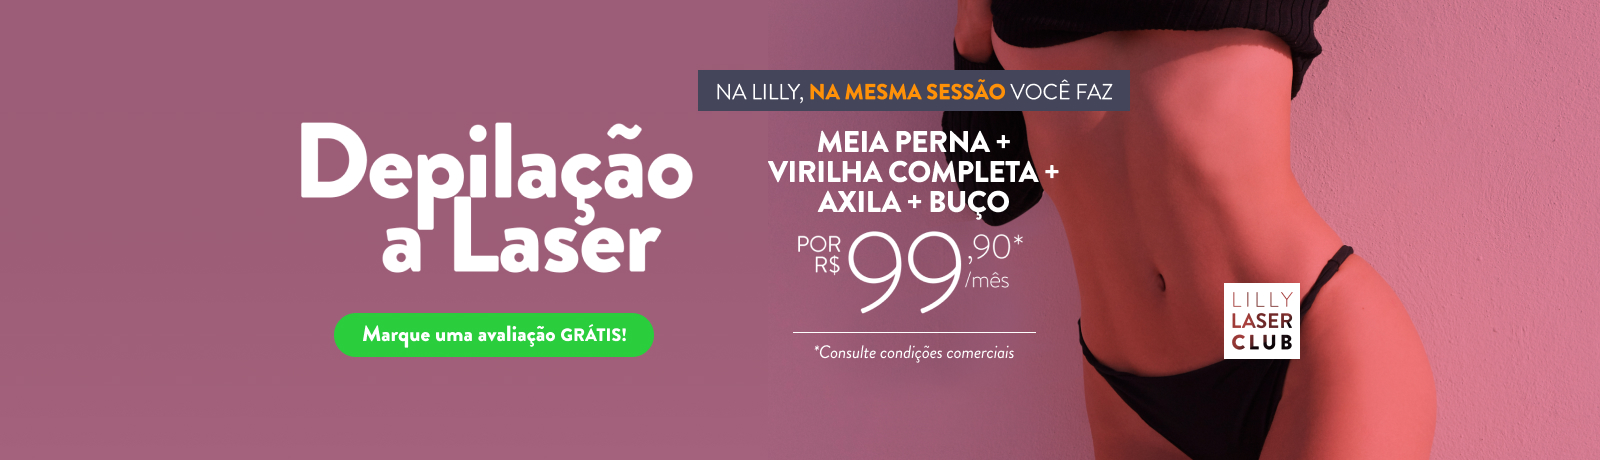 Depilação
a Laser
Marque uma avaliação GRÁTIS!
NA LILLY, NA MESMA SESSÃO VOCÊ FAZ
MEIA PERNA +
VIRILHA COMPLETA +
AXILA + BUÇO
POR R$ 99,90*
/mês
*Consulte condições comerciais
LILLY
LASER
CLUB